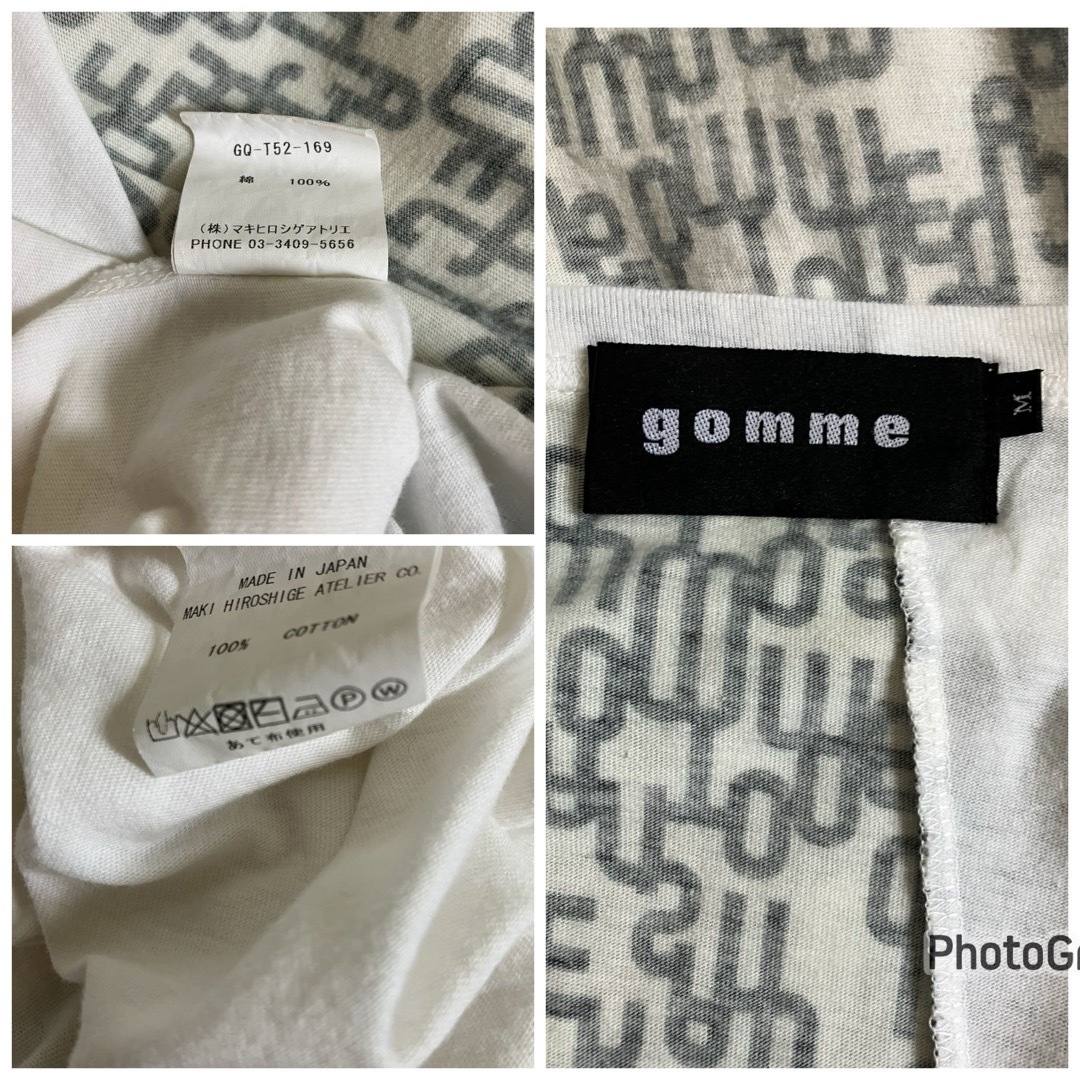 GQ-T52-169
綿 100%
(株)マキヒロシゲアトリエ
PHONE 03-3409-5656
gomme
M
MADE IN JAPAN
MAKI HIROSHIGE ATELIER CO.
100% COTTON
P W
あて布使用
PhotoGr